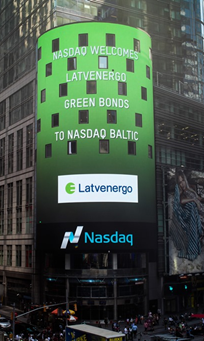 NASDAQ WELCOMES
LATVENERGO
GREEN BONDS
TO NASDAQ BALTIC
Latvenergo
Nasdaq